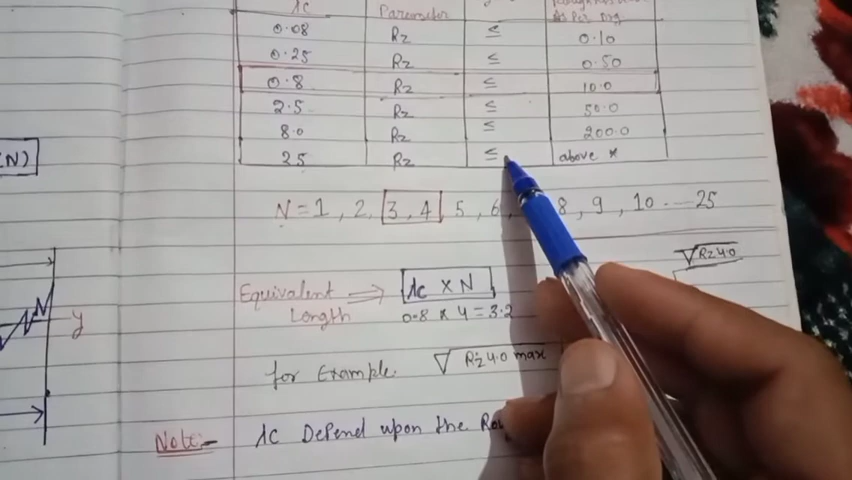 λc Parameter
As Per Drg
0.08 Rz ≤ 0.10
0.25 Rz ≤ 0.50
0.8 Rz ≤ 10.0
2.5 Rz ≤ 50.0
8.0 Rz ≤ 200.0
25 Rz ≤ above *
(N)
N = 1, 2, 3, 4, 5, 6, 8, 9, 10 --- 25
√Rz 4.0
Equivalent ⇒ λc × N
Length 0.8 × 4 = 3.2
y
for Example √Rz 4.0 max
Note:- λc Depend upon the